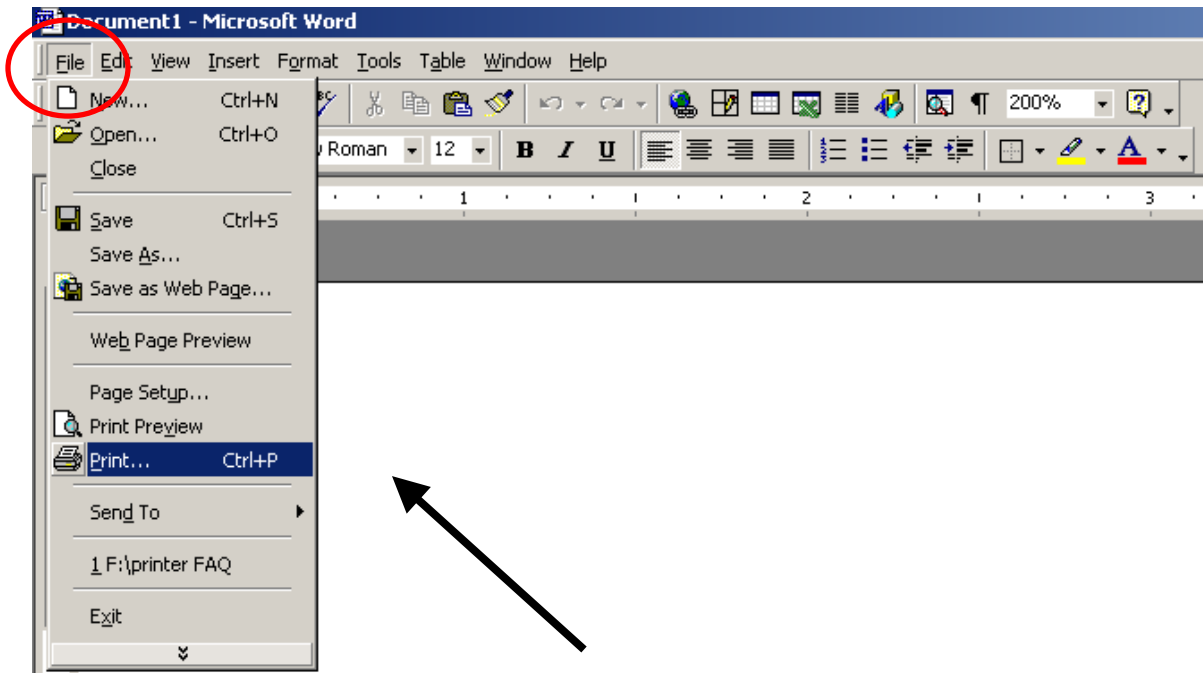 Document1 - Microsoft Word
File Edit View Insert Format Tools Table Window Help
New... Ctrl+N
200%
Open... Ctrl+O
Roman 12 B I U A
Close
1 2 3
Save Ctrl+S
Save As...
Save as Web Page...
Web Page Preview
Page Setup...
Print Preview
Print... Ctrl+P
Send To
1 F:\printer FAQ
Exit